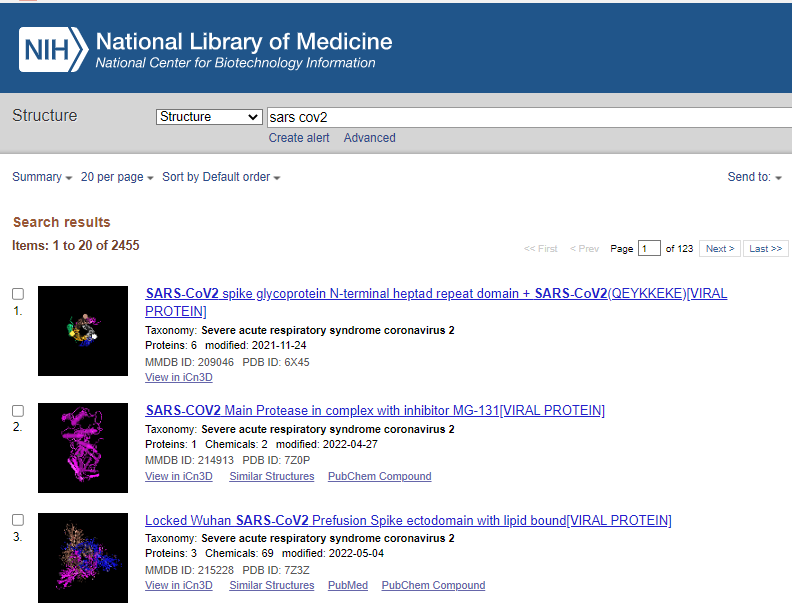 NIH National Library of Medicine
National Center for Biotechnology Information
Structure Structure sars cov2
Create alert Advanced
Summary 20 per page Sort by Default order Send to:
Search results
Items: 1 to 20 of 2455 << First < Prev Page 1 of 123 Next > Last >>
1.
SARS-CoV2 spike glycoprotein N-terminal heptad repeat domain + SARS-CoV2(QEYKKEKE)[VIRAL
PROTEIN]
Taxonomy: Severe acute respiratory syndrome coronavirus 2
Proteins: 6 modified: 2021-11-24
MMDB ID: 209046 PDB ID: 6X45
View in iCn3D
2.
SARS-COV2 Main Protease in complex with inhibitor MG-131[VIRAL PROTEIN]
Taxonomy: Severe acute respiratory syndrome coronavirus 2
Proteins: 1 Chemicals: 2 modified: 2022-04-27
MMDB ID: 214913 PDB ID: 7Z0P
View in iCn3D Similar Structures PubChem Compound
3.
Locked Wuhan SARS-CoV2 Prefusion Spike ectodomain with lipid bound[VIRAL PROTEIN]
Taxonomy: Severe acute respiratory syndrome coronavirus 2
Proteins: 3 Chemicals: 69 modified: 2022-05-04
MMDB ID: 215228 PDB ID: 7Z3Z
View in iCn3D Similar Structures PubMed PubChem Compound